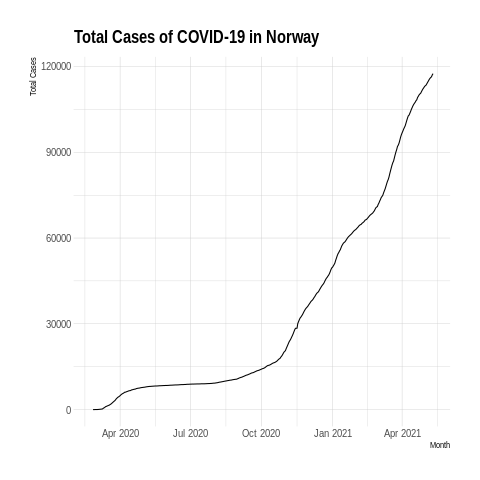 Total Cases of COVID-19 in Norway
Total Cases
120000
90000
60000
30000
0
Apr 2020 Jul 2020 Oct 2020 Jan 2021 Apr 2021
Month